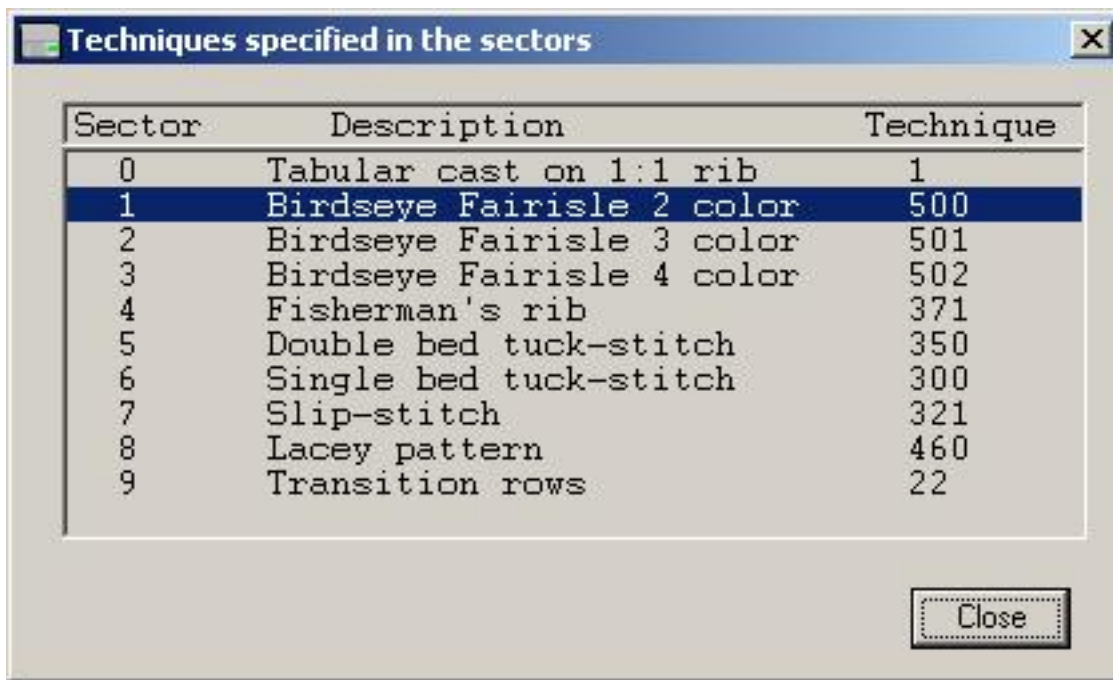 Techniques specified in the sectors
Sector Description Technique
0 Tabular cast on 1:1 rib 1
1 Birdseye Fairisle 2 color 500
2 Birdseye Fairisle 3 color 501
3 Birdseye Fairisle 4 color 502
4 Fisherman's rib 371
5 Double bed tuck-stitch 350
6 Single bed tuck-stitch 300
7 Slip-stitch 321
8 Lacey pattern 460
9 Transition rows 22
Close